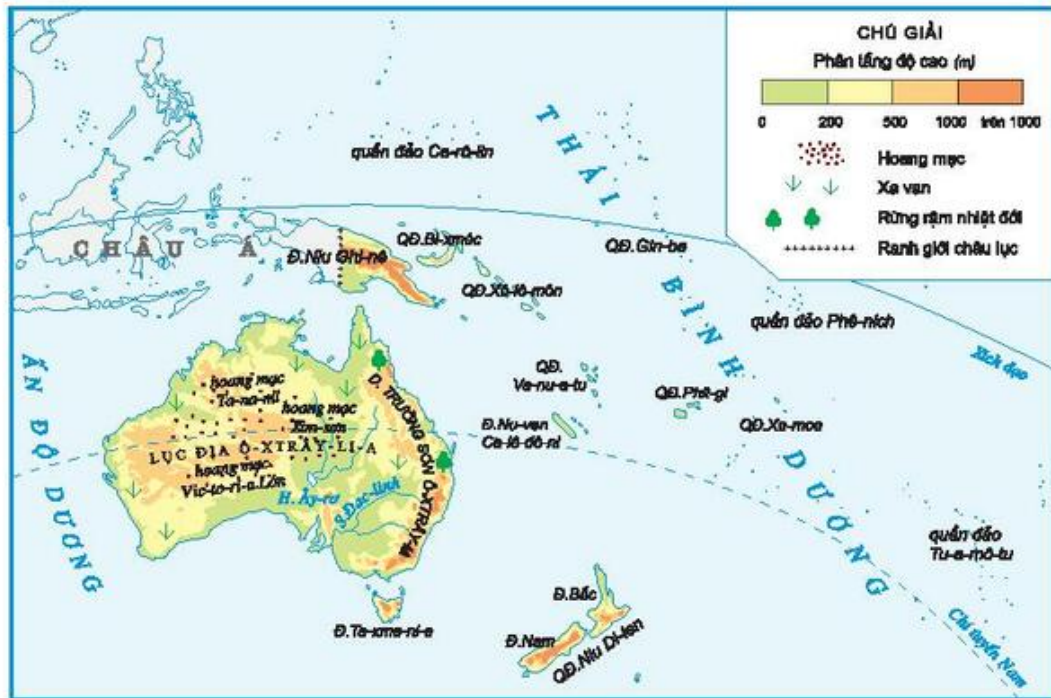 CHÚ GIẢI
Phân tầng độ cao (m)
0 200 500 1000 trên 1000
Hoang mạc
Xa van
Rừng rậm nhiệt đới
Ranh giới châu lục
THÁI BÌNH DƯƠNG
quần đảo Ca-rô-lin
CHÂU Á
Đ.Niu Ghi-nê
QĐ.Bi-xmác
QĐ.Xô-lô-môn
QĐ.Gin-be
quần đảo Phê-ních
Xích đạo
ẤN ĐỘ DƯƠNG
hoang mạc
Ta-na-mi
hoang mạc
LỤC ĐỊA Ô-XTRÂY-LI-A
hoang mạc
Vic-to-ri-a Lớn
H. Ây-rơ
S.Đac-linh
D. TRƯỜNG SƠN Ô-XTRÂY-LI-A
QĐ.
Va-nu-a-tu
Đ.Nu-ven
Ca-lê-đô-ni
QĐ.Phi-gi
QĐ.Xa-moa
quần đảo
Tu-a-mô-tu
Chí tuyến Nam
Đ.Ta-xma-ni-a
Đ.Bắc
Đ.Nam
QĐ.Niu Di-len